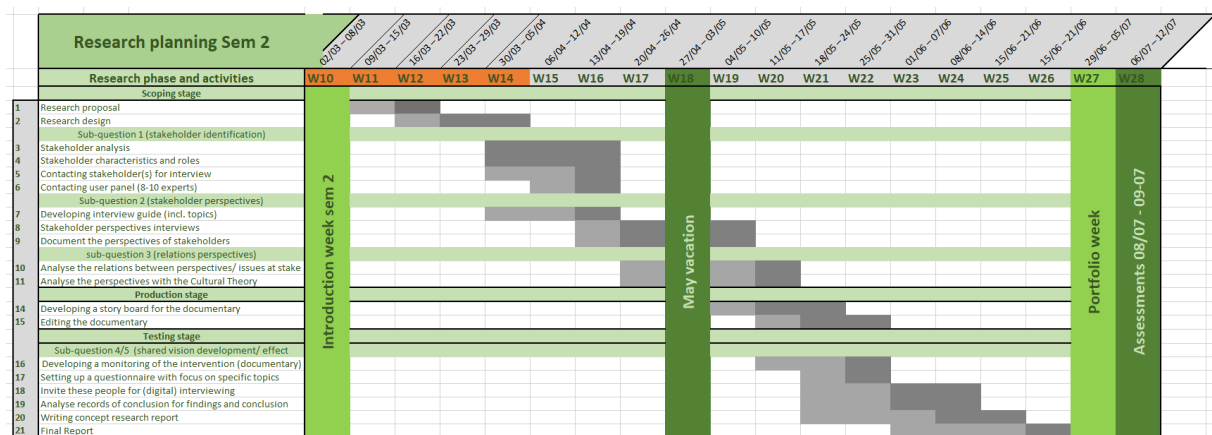 Research planning Sem 2
02/03 – 08/03
09/03 – 15/03
16/03 – 22/03
23/03 – 29/03
30/03 – 05/04
06/04 – 12/04
13/04 – 19/04
20/04 – 26/04
27/04 – 03/05
04/05 – 10/05
11/05 – 17/05
18/05 – 24/05
25/05 – 31/05
01/06 – 07/06
08/06 – 14/06
15/06 – 21/06
15/06 – 21/06
29/06 – 05/07
06/07 – 12/07
Research phase and activities W10 W11 W12 W13 W14 W15 W16 W17 W18 W19 W20 W21 W22 W23 W24 W25 W26 W27 W28
Scoping stage
1 Research proposal
2 Research design
Sub-question 1 (stakeholder identification)
3 Stakeholder analysis
4 Stakeholder characteristics and roles
5 Contacting stakeholder(s) for interview
6 Contacting user panel (8-10 experts)
Sub-question 2 (stakeholder perspectives)
7 Developing interview guide (incl. topics)
8 Stakeholder perspectives interviews
9 Document the perspectives of stakeholders
sub-question 3 (relations perspectives)
10 Analyse the relations between perspectives/ issues at stake
11 Analyse the perspectives with the Cultural Theory
Production stage
14 Developing a story board for the documentary
15 Editing the documentary
Testing stage
Sub-question 4/5 (shared vision development/ effect
16 Developing a monitoring of the intervention (documentary)
17 Setting up a questionnaire with focus on specific topics
18 Invite these people for (digital) interviewing
19 Analyse records of conclusion for findings and conclusion
20 Writing concept research report
21 Final Report
Introduction week sem 2
May vacation
Portfolio week
Assessments 08/07 - 09-07